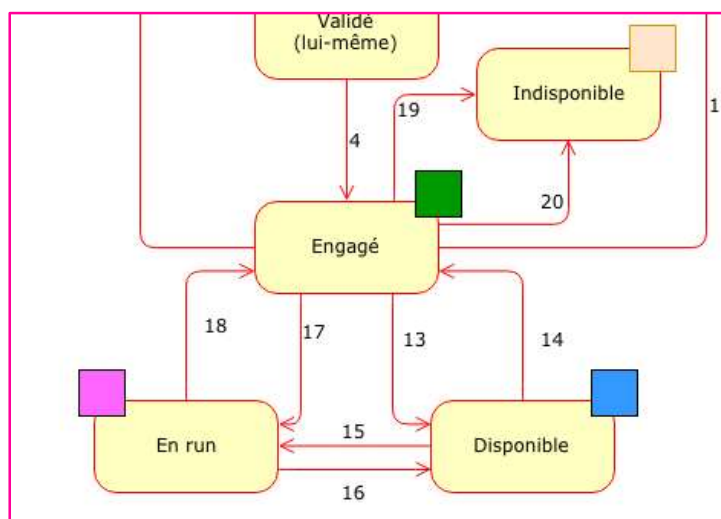 Validé
(lui-même)
Indisponible
19
1
4
20
Engagé
18
17
13
14
En run
15
Disponible
16